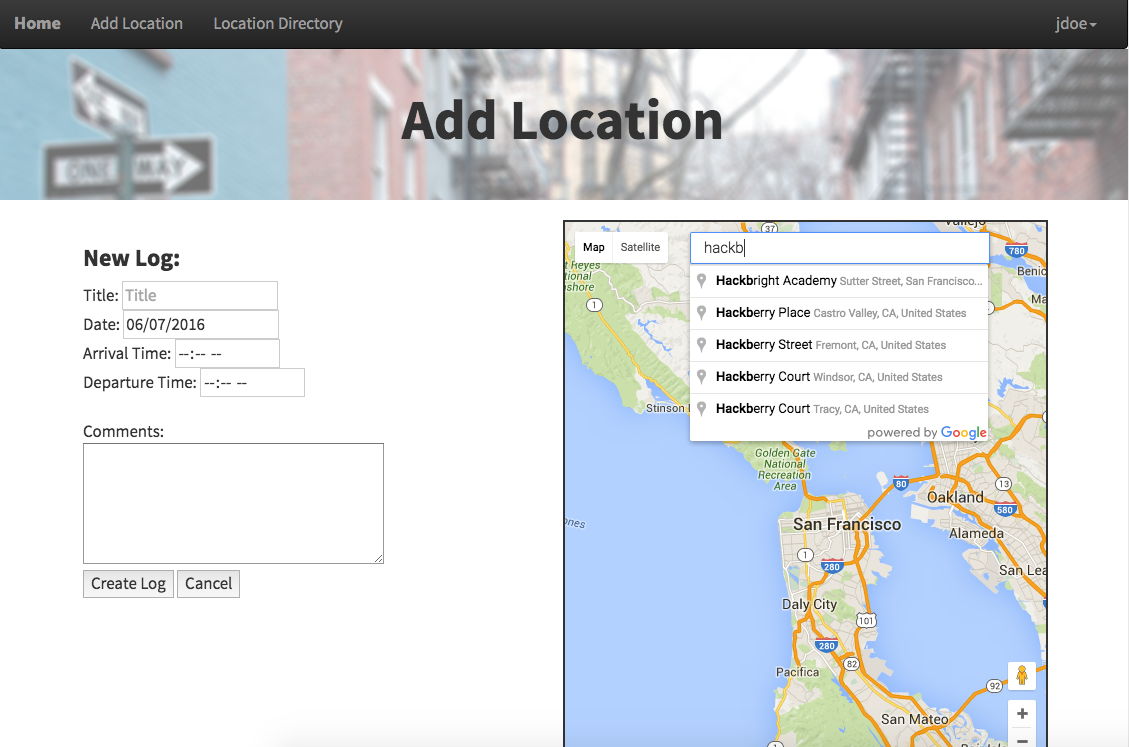 Home Add Location Location Directory jdoe
ONE WAY
Add Location
New Log:
Title: Title
Date: 06/07/2016
Arrival Time: --:-- --
Departure Time: --:-- --
Comments:
Create Log Cancel
Map Satellite
hackb
Hackbright Academy Sutter Street, San Francisco...
Hackberry Place Castro Valley, CA, United States
Hackberry Street Fremont, CA, United States
Hackberry Court Windsor, CA, United States
Hackberry Court Tracy, CA, United States
powered by Google
37
Vallejo
780
1
Stinson
Golden Gate
National
Recreation
Area
80
13
Oakland
580
San Francisco
Alameda
1
280
San Lea
Daly City
101
280
82
Pacifica
92
San Mateo
1
+
−